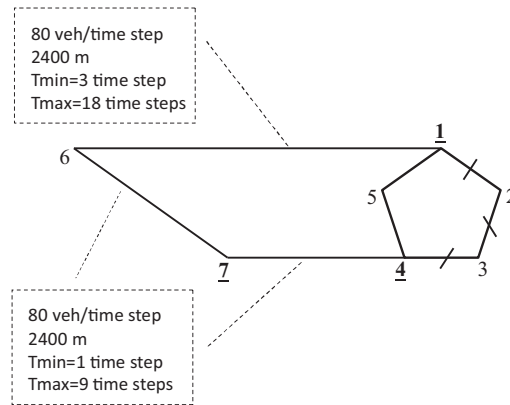 80 veh/time step
2400 m
Tmin=3 time step
Tmax=18 time steps
1
6
5
2
7
4
3
80 veh/time step
2400 m
Tmin=1 time step
Tmax=9 time steps